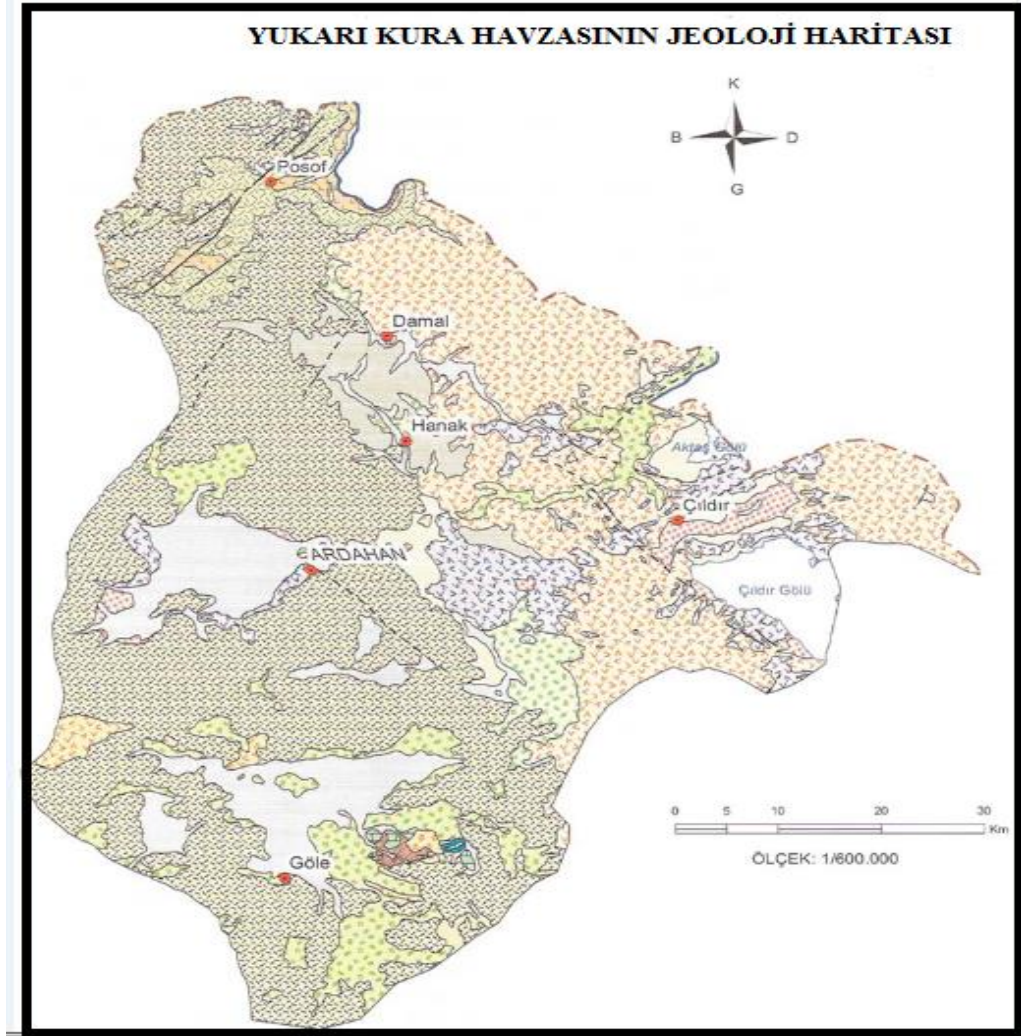 YUKARI KURA HAVZASININ JEOLOJİ HARİTASI
K
B D
G
Posof
Damal
Hanak
Aktaş Gölü
Çıldır
ARDAHAN
Çıldır Gölü
0 5 10 20 30
Km
ÖLÇEK: 1/600.000
Göle